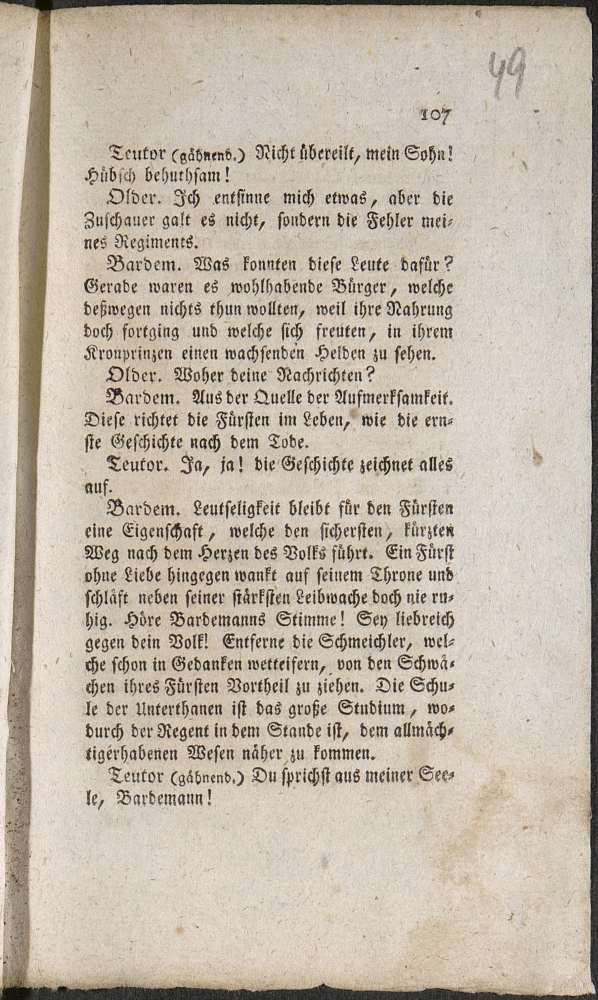 49
107
Teutor (gähnend.) Nicht übereilt, mein Sohn!
Hübsch behuthsam!
Older. Ich entsinne mich etwas, aber die
Zuschauer galt es nicht, sondern die Fehler mei⸗
nes Regiments.
Bardem. Was konnten diese Leute dafür?
Gerade waren es wohlhabende Bürger, welche
deßwegen nichts thun wollten, weil ihre Nahrung
doch fortging und welche sich freuten, in ihrem
Kronprinzen einen wachsenden Helden zu sehen.
Older. Woher deine Nachrichten?
Bardem. Aus der Quelle der Aufmerksamkeit.
Diese richtet die Fürsten im Leben, wie die ern⸗
ste Geschichte nach dem Tode.
Teutor. Ja, ja! die Geschichte zeichnet alles
auf.
Bardem. Leutseligkeit bleibt für den Fürsten
eine Eigenschaft, welche den sichersten, kürzten
Weg nach dem Herzen des Volks führt. Ein Fürst
ohne Liebe hingegen wankt auf seinem Throne und
schläft neben seiner stärksten Leibwache doch nie ru⸗
hig. Höre Bardemanns Stimme! Sey liebreich
gegen dein Volk! Entferne die Schmeichler, wel⸗
che schon in Gedanken wetteifern, von den Schwä⸗
chen ihres Fürsten Vortheil zu ziehen. Die Schu⸗
le der Unterthanen ist das große Studium, wo⸗
durch der Regent in dem Stande ist, dem allmäch⸗
tigerhabenen Wesen näher zu kommen.
Teutor (gähnend.) Du sprichst aus meiner See⸗
le, Bardemann!